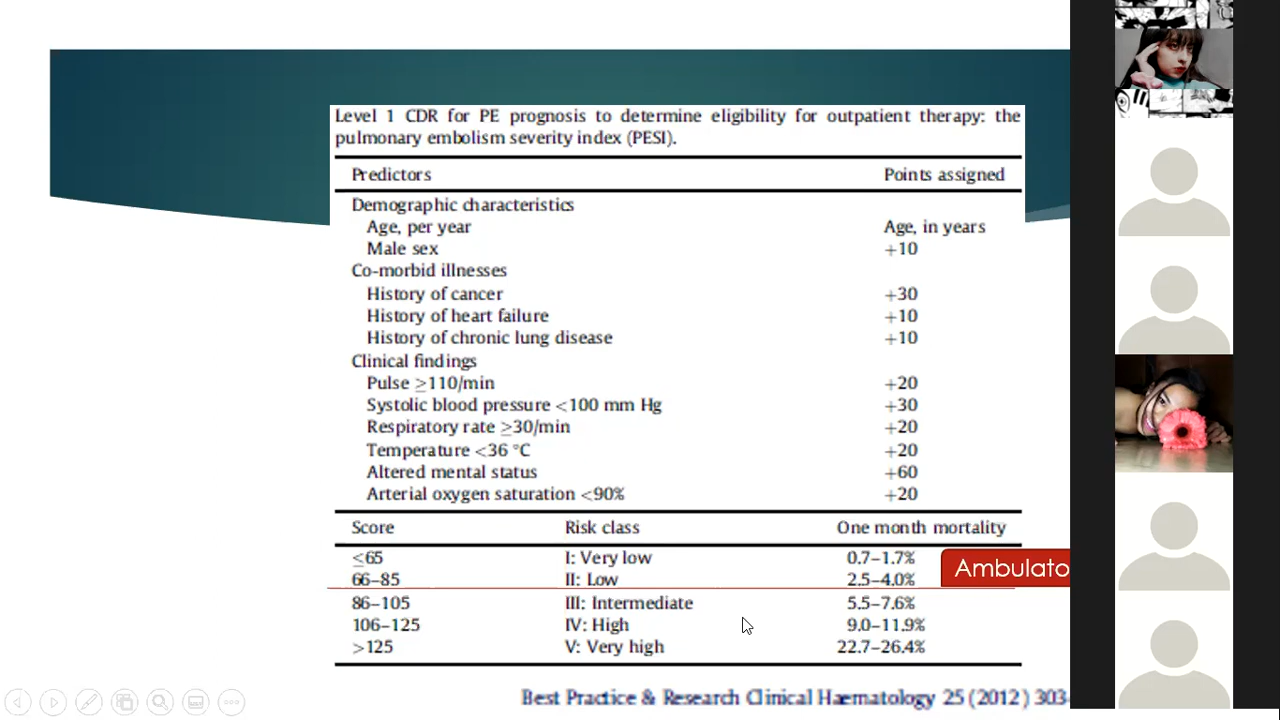 Level 1 CDR for PE prognosis to determine eligibility for outpatient therapy: the
pulmonary embolism severity index (PESI).
Predictors Points assigned
Demographic characteristics
Age, per year Age, in years
Male sex +10
Co-morbid illnesses
History of cancer +30
History of heart failure +10
History of chronic lung disease +10
Clinical findings
Pulse ≥110/min +20
Systolic blood pressure <100 mm Hg +30
Respiratory rate ≥30/min +20
Temperature <36 °C +20
Altered mental status +60
Arterial oxygen saturation <90% +20
Score Risk class One month mortality
≤65 I: Very low 0.7–1.7%
Ambulato
66–85 II: Low 2.5–4.0%
86–105 III: Intermediate 5.5–7.6%
106–125 IV: High 9.0–11.9%
>125 V: Very high 22.7–26.4%
Best Practice & Research Clinical Haematology 25 (2012) 303-